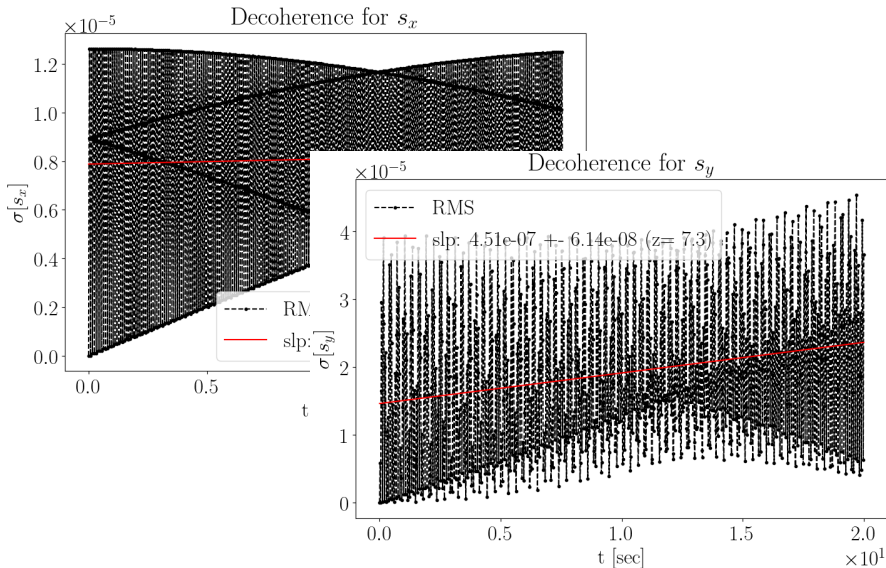 Decoherence for s_x
×10−5
1.2
1.0
0.8
0.6
0.4
0.2
0.0
σ[s_x]
0.0
0.5
t
slp:
Decoherence for s_y
×10−5
RMS
slp: 4.51e-07 +- 6.14e-08 (z= 7.3)
4
3
2
1
0
σ[s_y]
0.0
0.5
1.0
1.5
2.0
t [sec]
×101